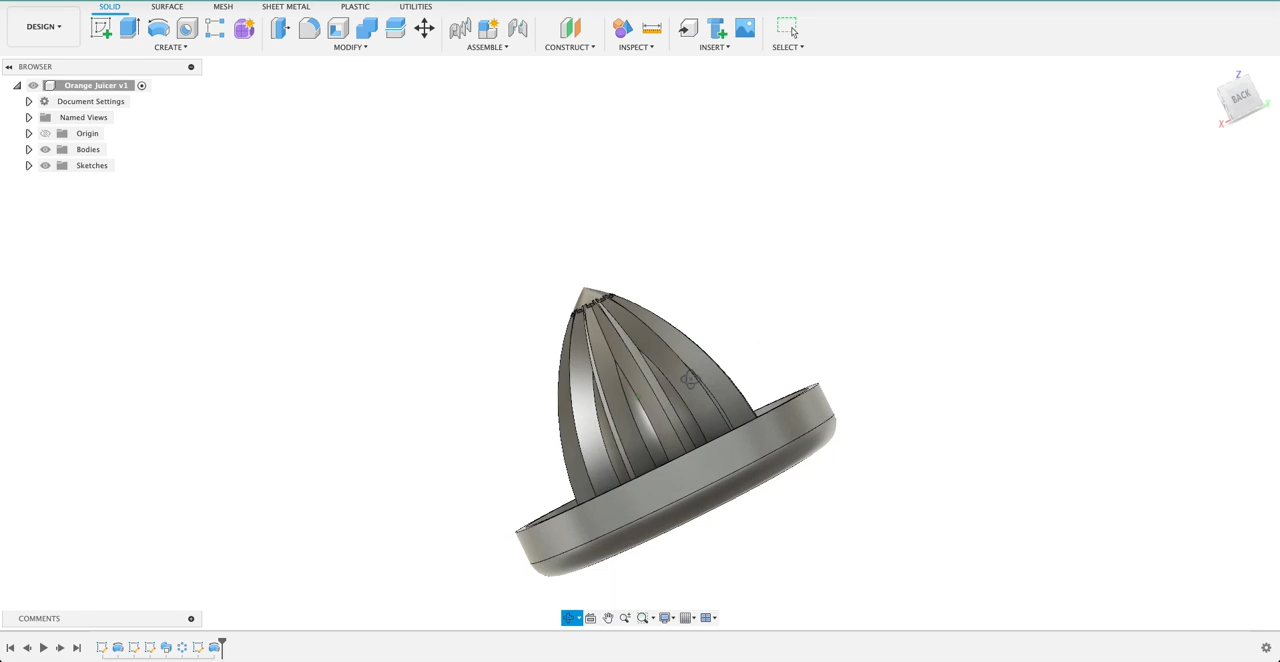 SOLID SURFACE MESH SHEET METAL PLASTIC UTILITIES
DESIGN
CREATE MODIFY ASSEMBLE CONSTRUCT INSPECT INSERT SELECT
BROWSER
Orange Juicer v1
Document Settings
Named Views
Origin
Bodies
Sketches
Z
BACK
X
Y
COMMENTS